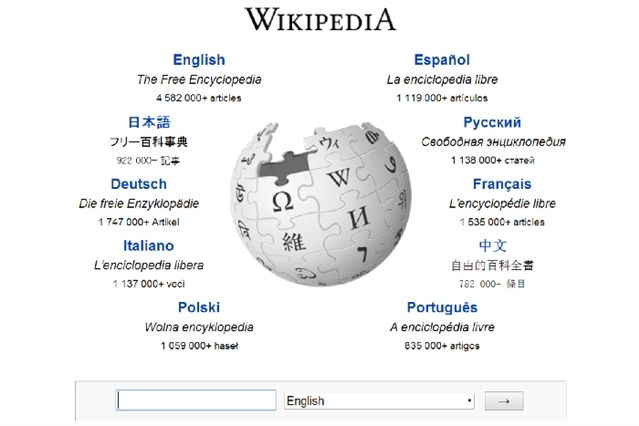 WIKIPEDIA
English
The Free Encyclopedia
4 582 000+ articles
Español
La enciclopedia libre
1 119 000+ artículos
日本語
フリー百科事典
922 000+ 記事
Русский
Свободная энциклопедия
1 138 000+ статей
Deutsch
Die freie Enzyklopädie
1 747 000+ Artikel
Français
L'encyclopédie libre
1 535 000+ articles
Italiano
L'enciclopedia libera
1 137 000+ voci
中文
自由的百科全書
782 000+ 條目
Polski
Wolna encyklopedia
1 059 000+ haseł
Português
A enciclopédia livre
835 000+ artigos
Ω
W
ウィ
И
維
7
English
→